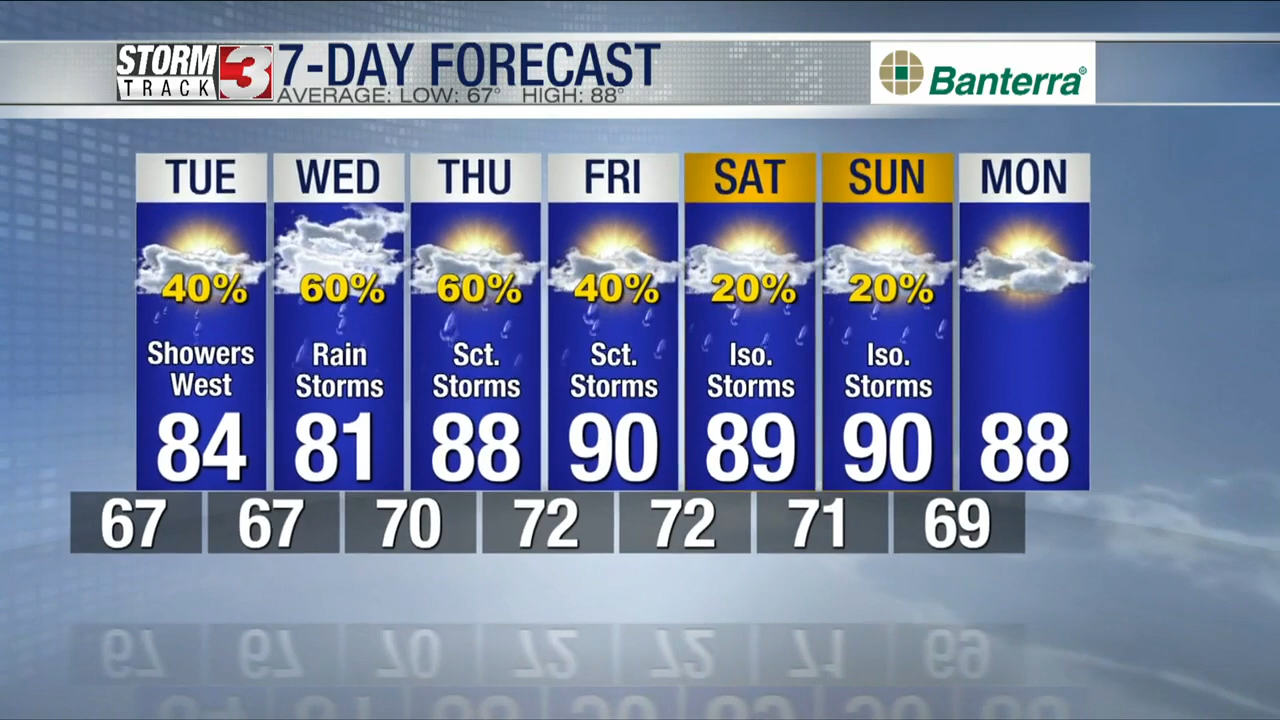 STORM TRACK 3
7-DAY FORECAST
AVERAGE: LOW: 67° HIGH: 88°
Banterra®
TUE WED THU FRI SAT SUN MON
40% 60% 60% 40% 20% 20%
Showers Rain Sct. Sct. Iso. Iso.
West Storms Storms Storms Storms Storms
84 81 88 90 89 90 88
67 67 70 72 72 71 69